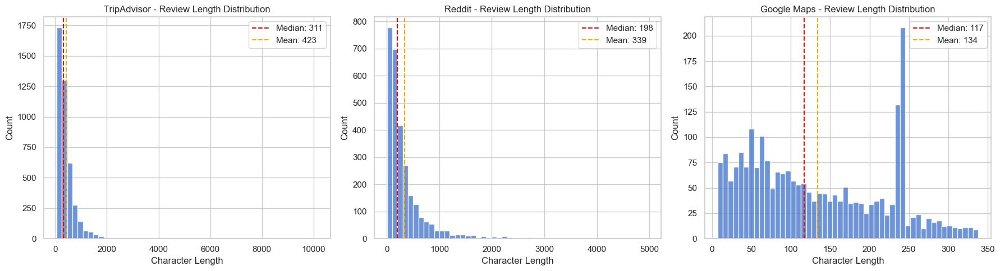 TripAdvisor - Review Length Distribution
Median: 311
Mean: 423
Count
1750
1500
1250
1000
750
500
250
0
0 2000 4000 6000 8000 10000
Character Length
Reddit - Review Length Distribution
Median: 198
Mean: 339
Count
800
700
600
500
400
300
200
100
0
0 1000 2000 3000 4000 5000
Character Length
Google Maps - Review Length Distribution
Median: 117
Mean: 134
Count
200
175
150
125
100
75
50
25
0
0 50 100 150 200 250 300 350
Character Length